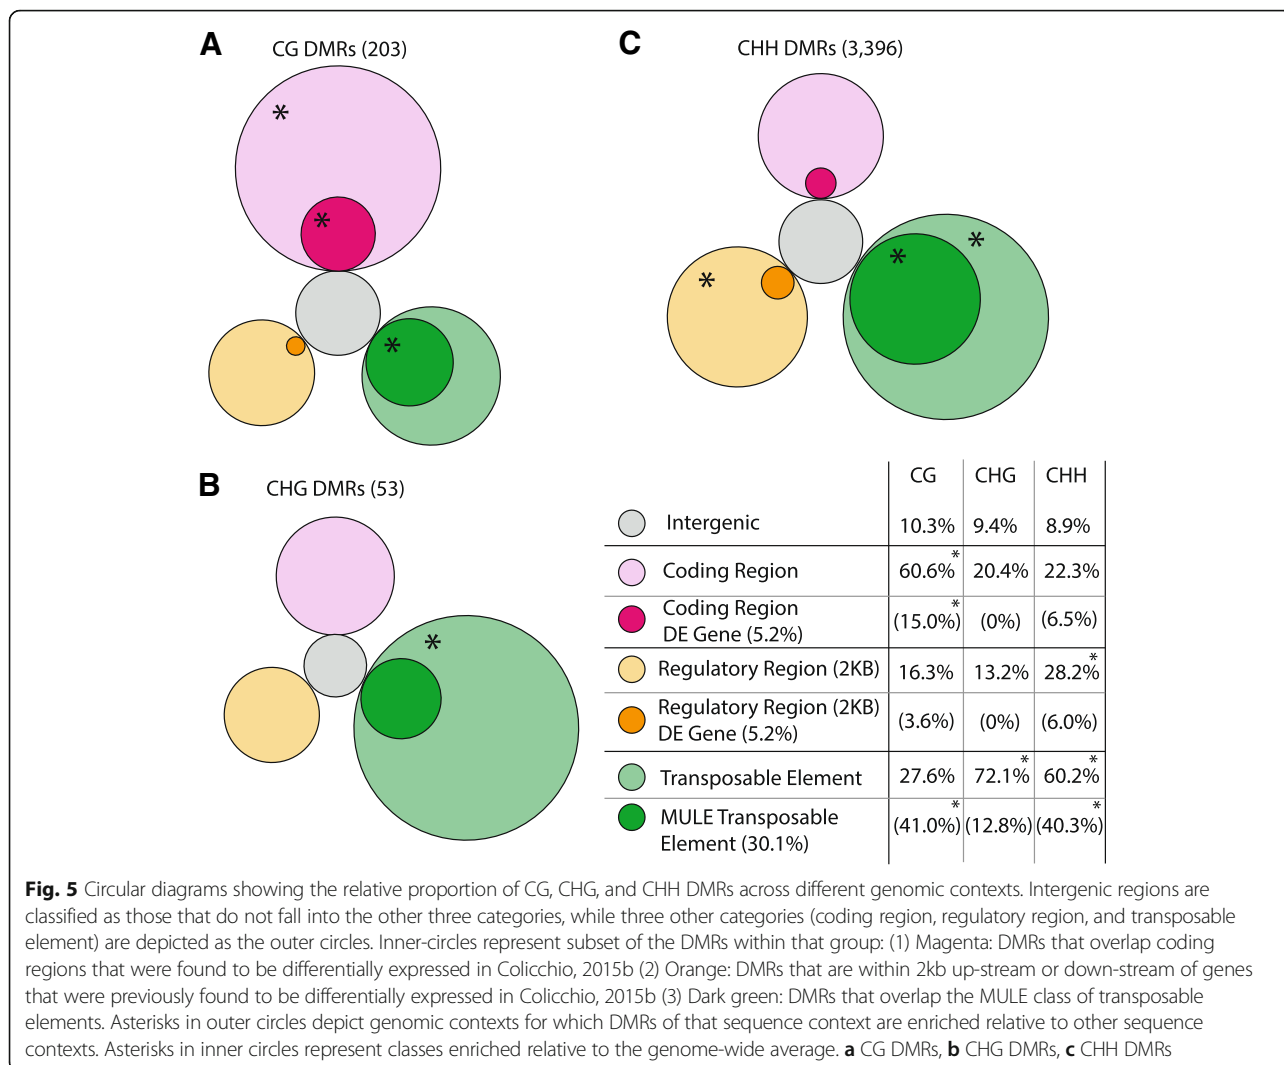 A
CG DMRs (203)
*
*
*
C
CHH DMRs (3,396)
*
*
*
B
CHG DMRs (53)
*
CG CHG CHH
Intergenic 10.3% 9.4% 8.9%
Coding Region 60.6%* 20.4% 22.3%
Coding Region
DE Gene (5.2%) (15.0%)* (0%) (6.5%)
Regulatory Region (2KB) 16.3% 13.2% 28.2%*
Regulatory Region (2KB)
DE Gene (5.2%) (3.6%) (0%) (6.0%)
Transposable Element 27.6% 72.1%* 60.2%*
MULE Transposable
Element (30.1%) (41.0%)* (12.8%) (40.3%)*
Fig. 5 Circular diagrams showing the relative proportion of CG, CHG, and CHH DMRs across different genomic contexts. Intergenic regions are
classified as those that do not fall into the other three categories, while three other categories (coding region, regulatory region, and transposable
element) are depicted as the outer circles. Inner-circles represent subset of the DMRs within that group: (1) Magenta: DMRs that overlap coding
regions that were found to be differentially expressed in Colicchio, 2015b (2) Orange: DMRs that are within 2kb up-stream or down-stream of genes
that were previously found to be differentially expressed in Colicchio, 2015b (3) Dark green: DMRs that overlap the MULE class of transposable
elements. Asterisks in outer circles depict genomic contexts for which DMRs of that sequence context are enriched relative to other sequence
contexts. Asterisks in inner circles represent classes enriched relative to the genome-wide average. a CG DMRs, b CHG DMRs, c CHH DMRs